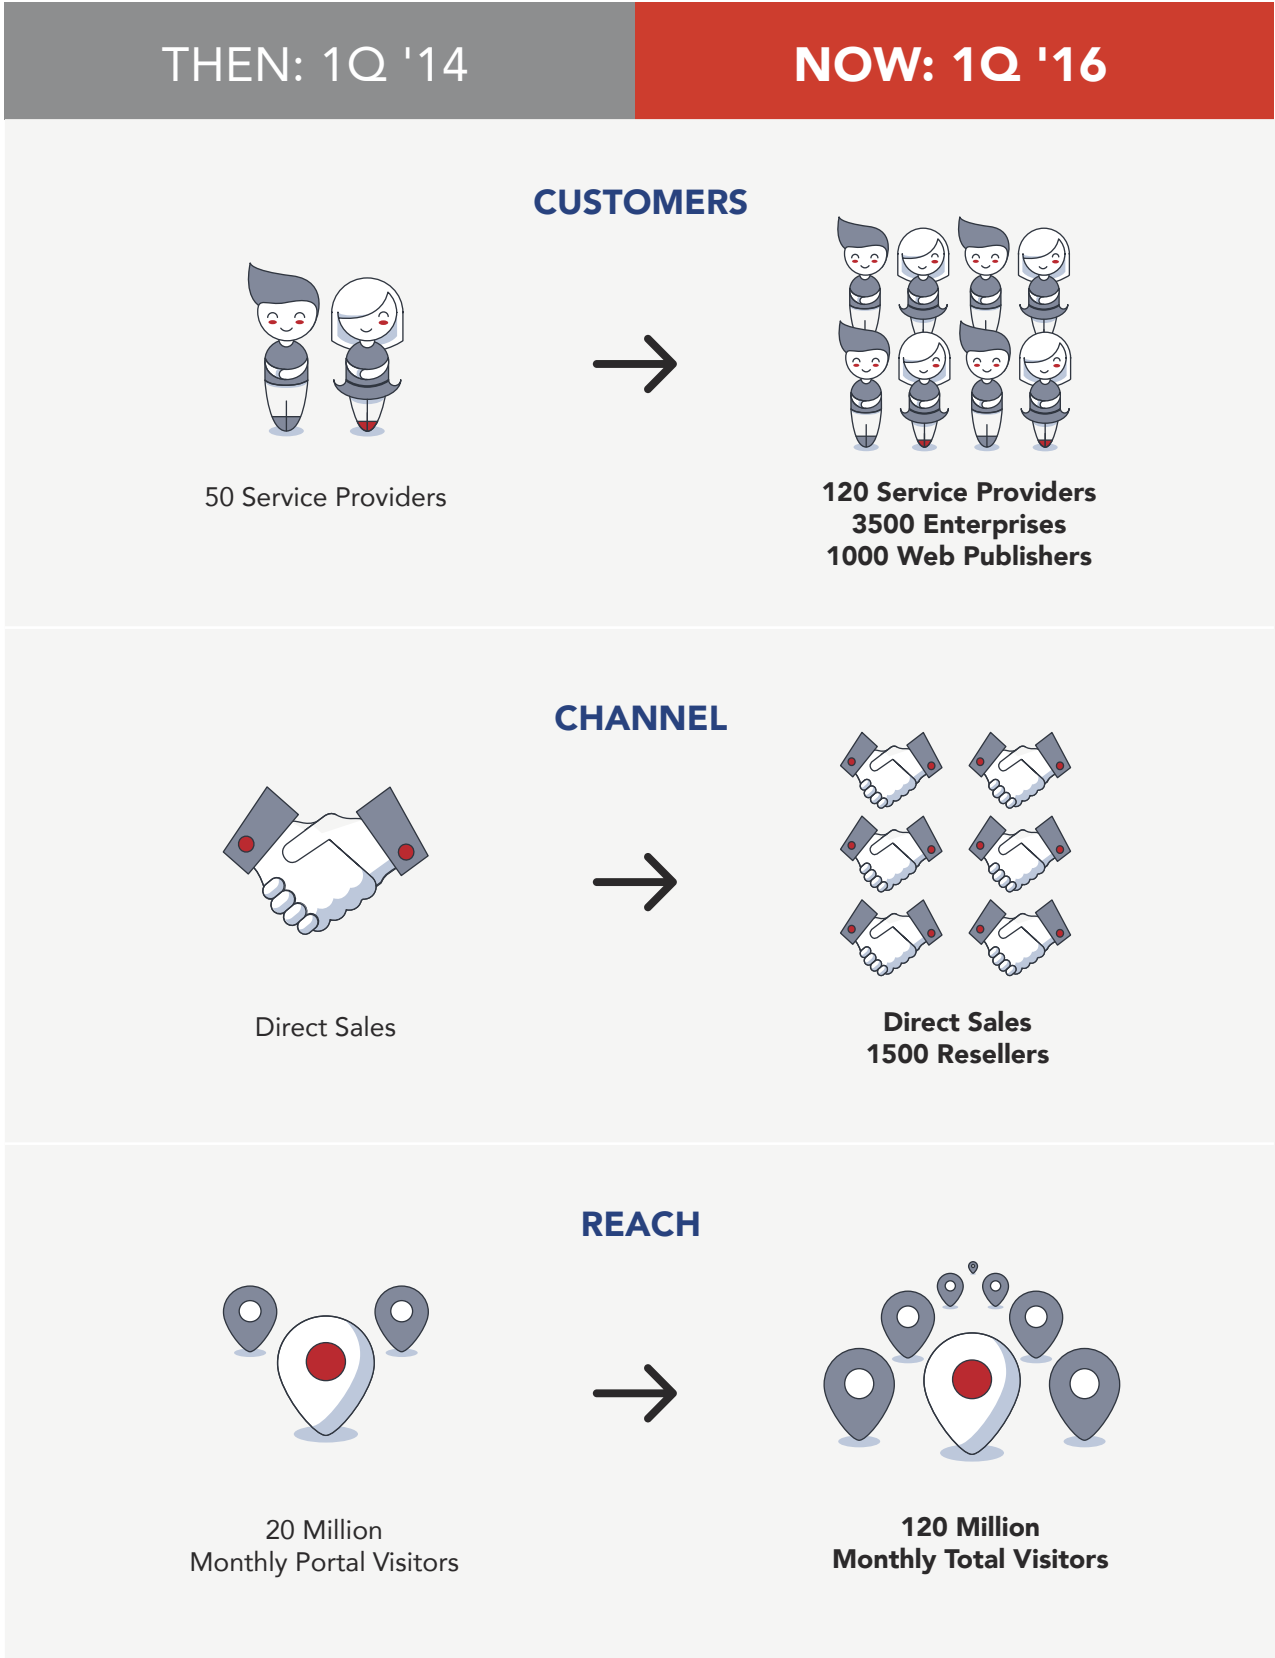 THEN: 1Q '14
NOW: 1Q '16
CUSTOMERS
50 Service Providers
120 Service Providers
3500 Enterprises
1000 Web Publishers
CHANNEL
Direct Sales
Direct Sales
1500 Resellers
REACH
20 Million
Monthly Portal Visitors
120 Million
Monthly Total Visitors